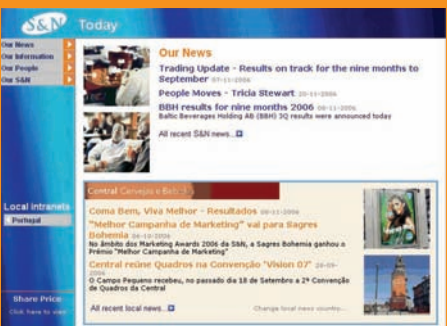 S&N Today
Our News
Our Information
Our People
Our S&N
Our News
Trading Update - Results on track for the nine months to
September 07-11-2006
People Moves - Tricia Stewart 20-11-2006
BBH results for nine months 2006 08-11-2006
Baltic Beverages Holding AB (BBH) 3Q results were announced today
All recent S&N news...
Local intranets
Portugal
Share Price
Click here to view
Central Cervejas e Bebidas
Coma Bem, Viva Melhor - Resultados
"Melhor Campanha de Marketing" vai para Sagres
Bohemia 04-10-2006
No âmbito dos Marketing Awards 2006 da S&N, a Sagres Bohemia ganhou o
Prémio "Melhor Campanha de Marketing"
Central reúne Quadros na Convenção 'Vision 07'
2006
O Campo Pequeno recebeu, no passado dia 18 de Setembro a 2ª Convenção
de Quadros da Central
All recent local news...
Change local news country...